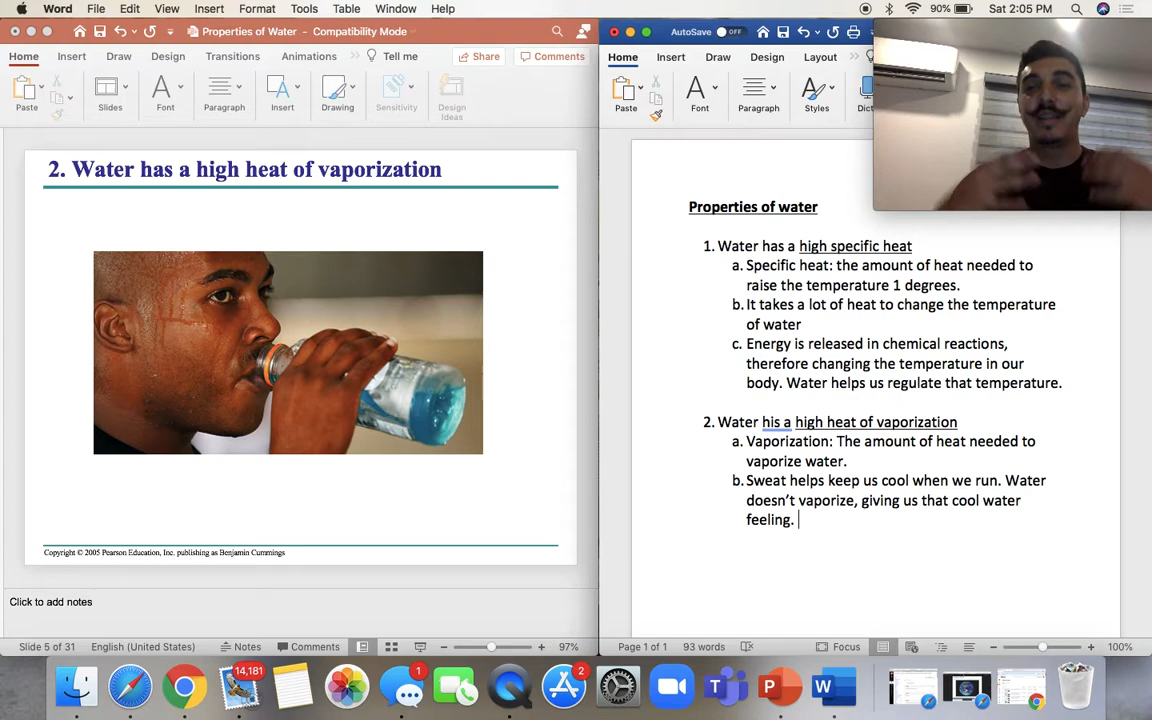 Word File Edit View Insert Format Tools Table Window Help 90% Sat 2:05 PM
Properties of Water - Compatibility Mode
Home Insert Draw Design Transitions Animations Tell me Share Comments
Paste Slides Font Paragraph Insert Drawing Sensitivity Design
Ideas
2. Water has a high heat of vaporization
Copyright © 2005 Pearson Education, Inc. publishing as Benjamin Cummings
Click to add notes
Slide 5 of 31 English (United States) Notes Comments 97%
AutoSave OFF
Home Insert Draw Design Layout
Paste Font Paragraph Styles
Properties of water
1. Water has a high specific heat
a. Specific heat: the amount of heat needed to
raise the temperature 1 degrees.
b. It takes a lot of heat to change the temperature
of water
c. Energy is released in chemical reactions,
therefore changing the temperature in our
body. Water helps us regulate that temperature.
2. Water his a high heat of vaporization
a. Vaporization: The amount of heat needed to
vaporize water.
b. Sweat helps keep us cool when we run. Water
doesn't vaporize, giving us that cool water
feeling.
Page 1 of 1 93 words Focus 100%
14,181 1 2